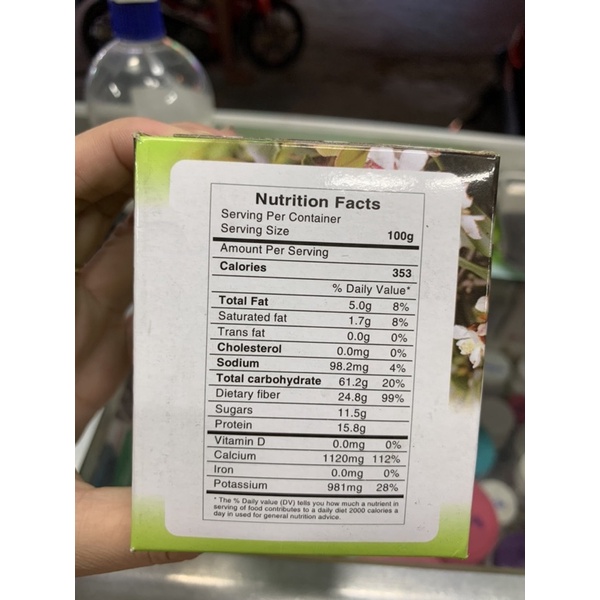 Nutrition Facts
Serving Per Container
Serving Size 100g
Amount Per Serving
Calories 353
% Daily Value*
Total Fat 5.0g 8%
Saturated fat 1.7g 8%
Trans fat 0.0g 0%
Cholesterol 0.0mg 0%
Sodium 98.2mg 4%
Total carbohydrate 61.2g 20%
Dietary fiber 24.8g 99%
Sugars 11.5g
Protein 15.8g
Vitamin D 0.0mg 0%
Calcium 1120mg 112%
Iron 0.0mg 0%
Potassium 981mg 28%
* The % Daily value (DV) tells you how much a nutrient in
serving of food contributes to a daily diet 2000 calories a
day in used for general nutrition advice.